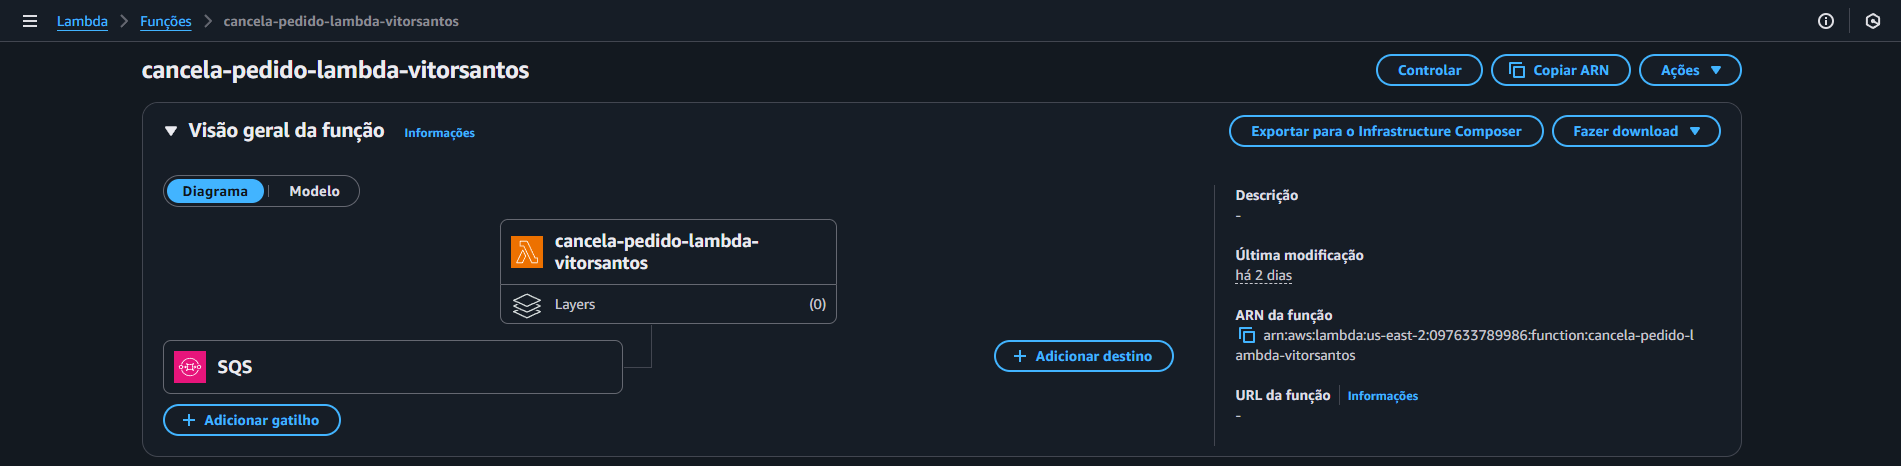 Lambda > Funções > cancela-pedido-lambda-vitorsantos
cancela-pedido-lambda-vitorsantos
Controlar
Copiar ARN
Ações
Visão geral da função
Informações
Exportar para o Infrastructure Composer
Fazer download
Diagrama
Modelo
cancela-pedido-lambda-
vitorsantos
Layers
(0)
SQS
+ Adicionar gatilho
+ Adicionar destino
Descrição
-
Última modificação
há 2 dias
ARN da função
arn:aws:lambda:us-east-2:097633789986:function:cancela-pedido-l
ambda-vitorsantos
URL da função
Informações
-